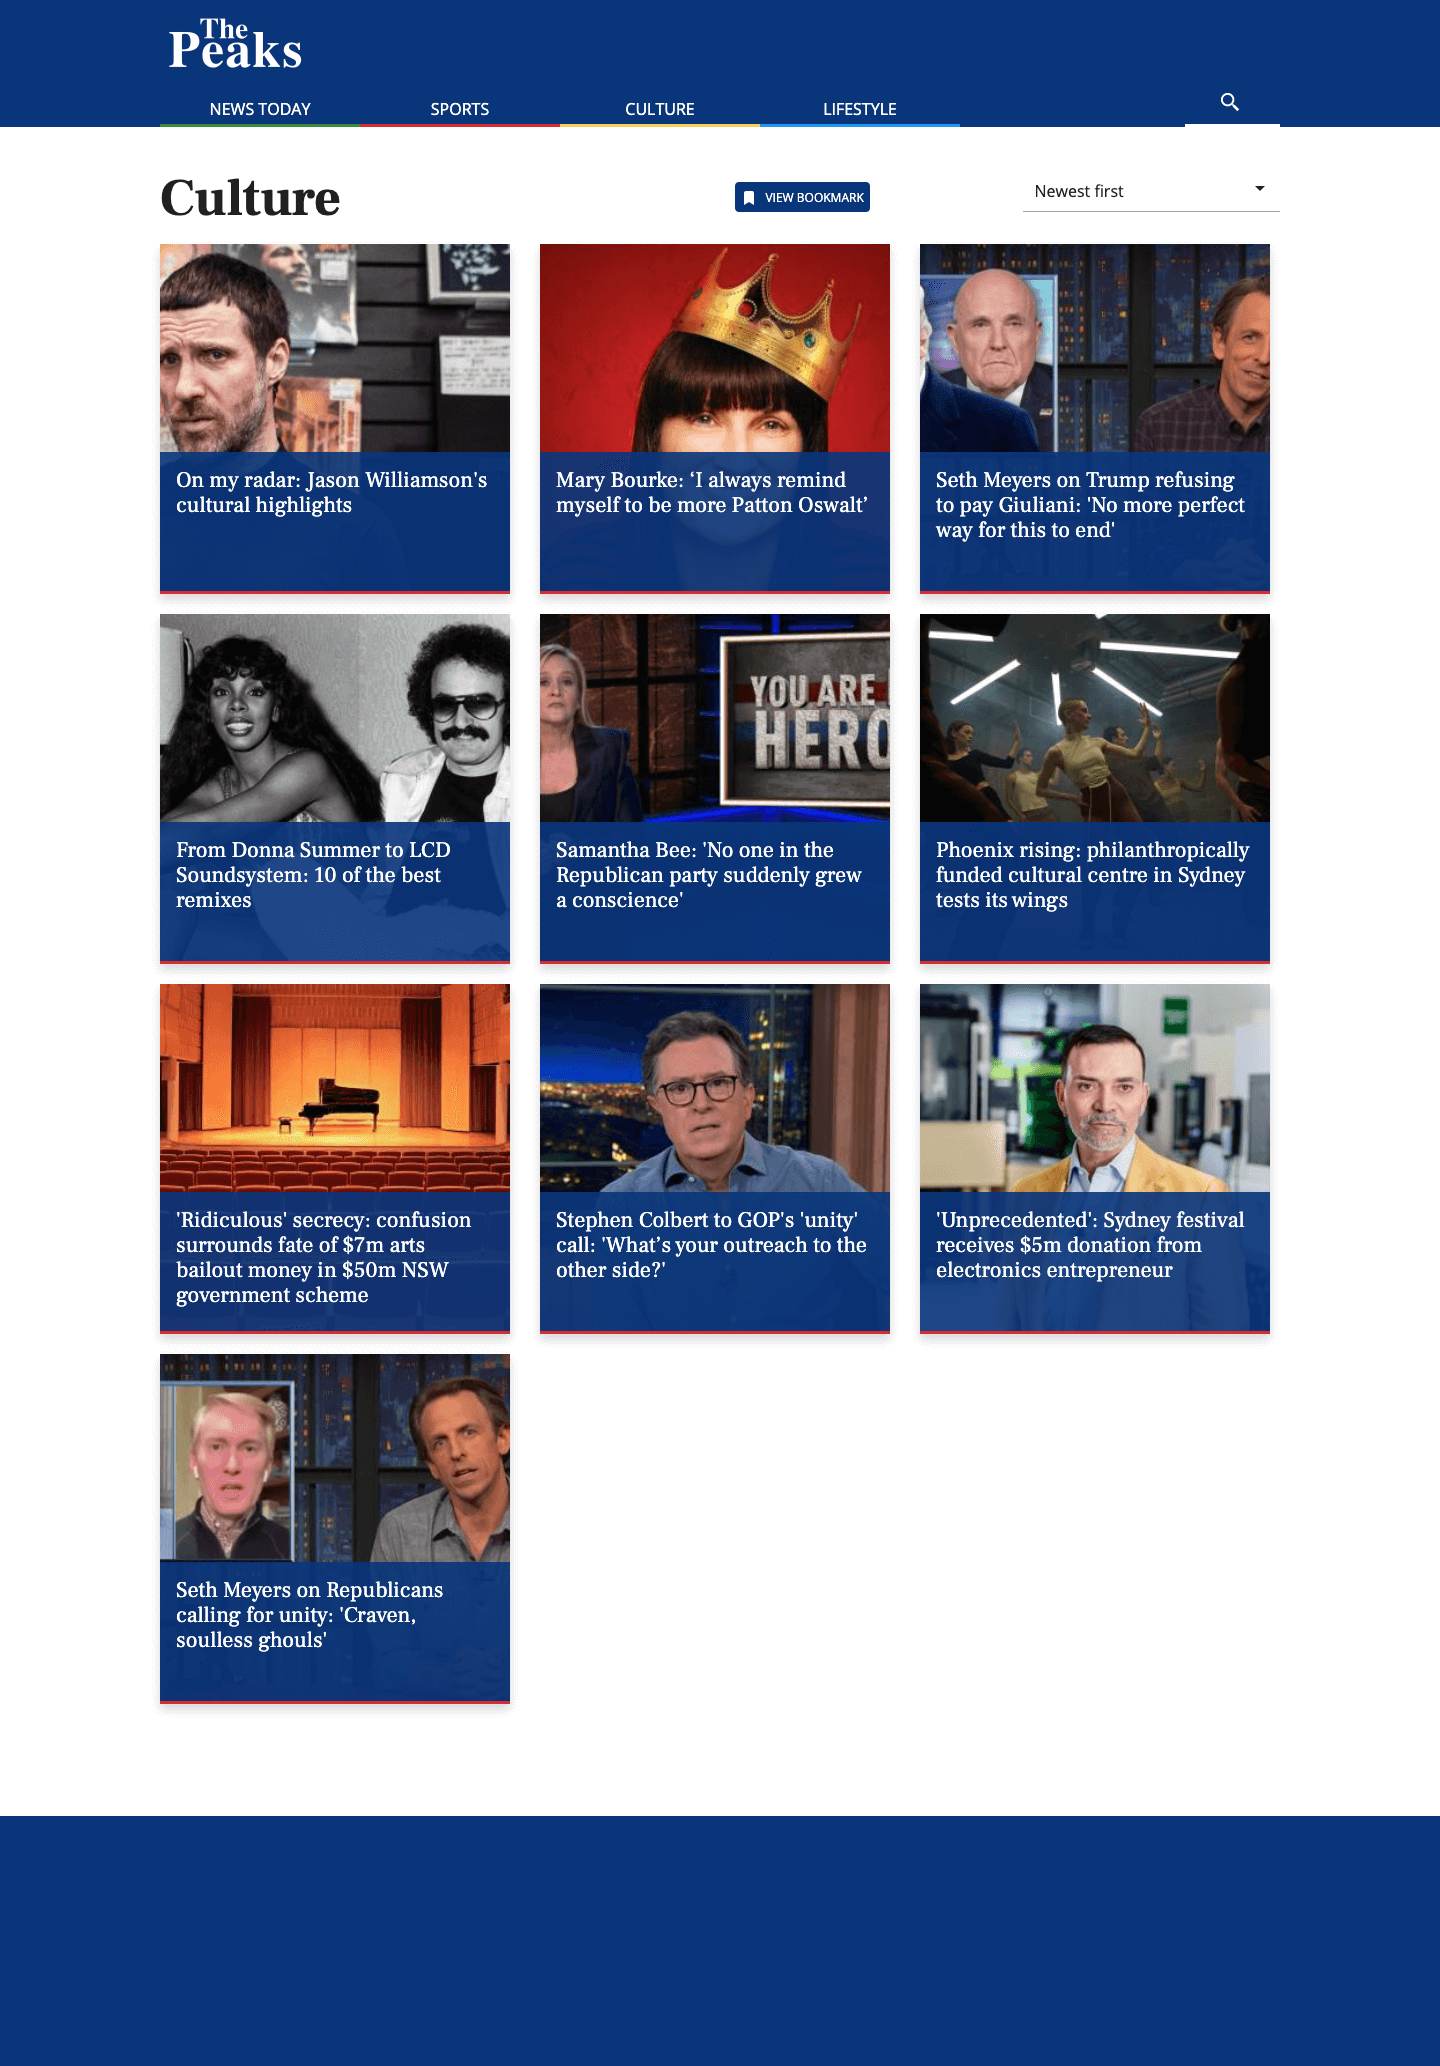 The
Peaks
NEWS TODAY
SPORTS
CULTURE
LIFESTYLE
Culture
VIEW BOOKMARK
Newest first
On my radar: Jason Williamson's
cultural highlights
Mary Bourke: ‘I always remind
myself to be more Patton Oswalt’
Seth Meyers on Trump refusing
to pay Giuliani: 'No more perfect
way for this to end'
YOU ARE
HERO
From Donna Summer to LCD
Soundsystem: 10 of the best
remixes
Samantha Bee: 'No one in the
Republican party suddenly grew
a conscience'
Phoenix rising: philanthropically
funded cultural centre in Sydney
tests its wings
'Ridiculous' secrecy: confusion
surrounds fate of $7m arts
bailout money in $50m NSW
government scheme
Stephen Colbert to GOP's 'unity'
call: 'What’s your outreach to the
other side?'
'Unprecedented': Sydney festival
receives $5m donation from
electronics entrepreneur
Seth Meyers on Republicans
calling for unity: 'Craven,
soulless ghouls'